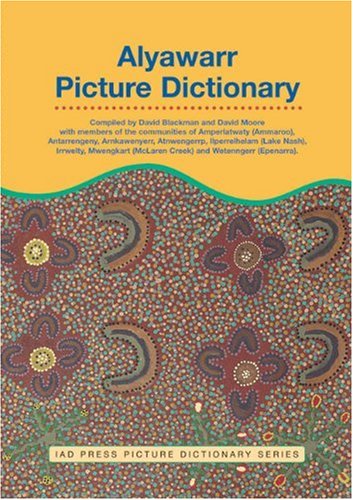 Alyawarr
Picture Dictionary
Compiled by David Blackman and David Moore
with members of the communities of Amperlatwaty (Ammaroo),
Antarrengeny, Arnkawenyerr, Atnwengerrp, Ilperrelhelam (Lake Nash),
Irrwelty, Mwengkart (McLaren Creek) and Wetenngerr (Epenarra).
IAD PRESS PICTURE DICTIONARY SERIES